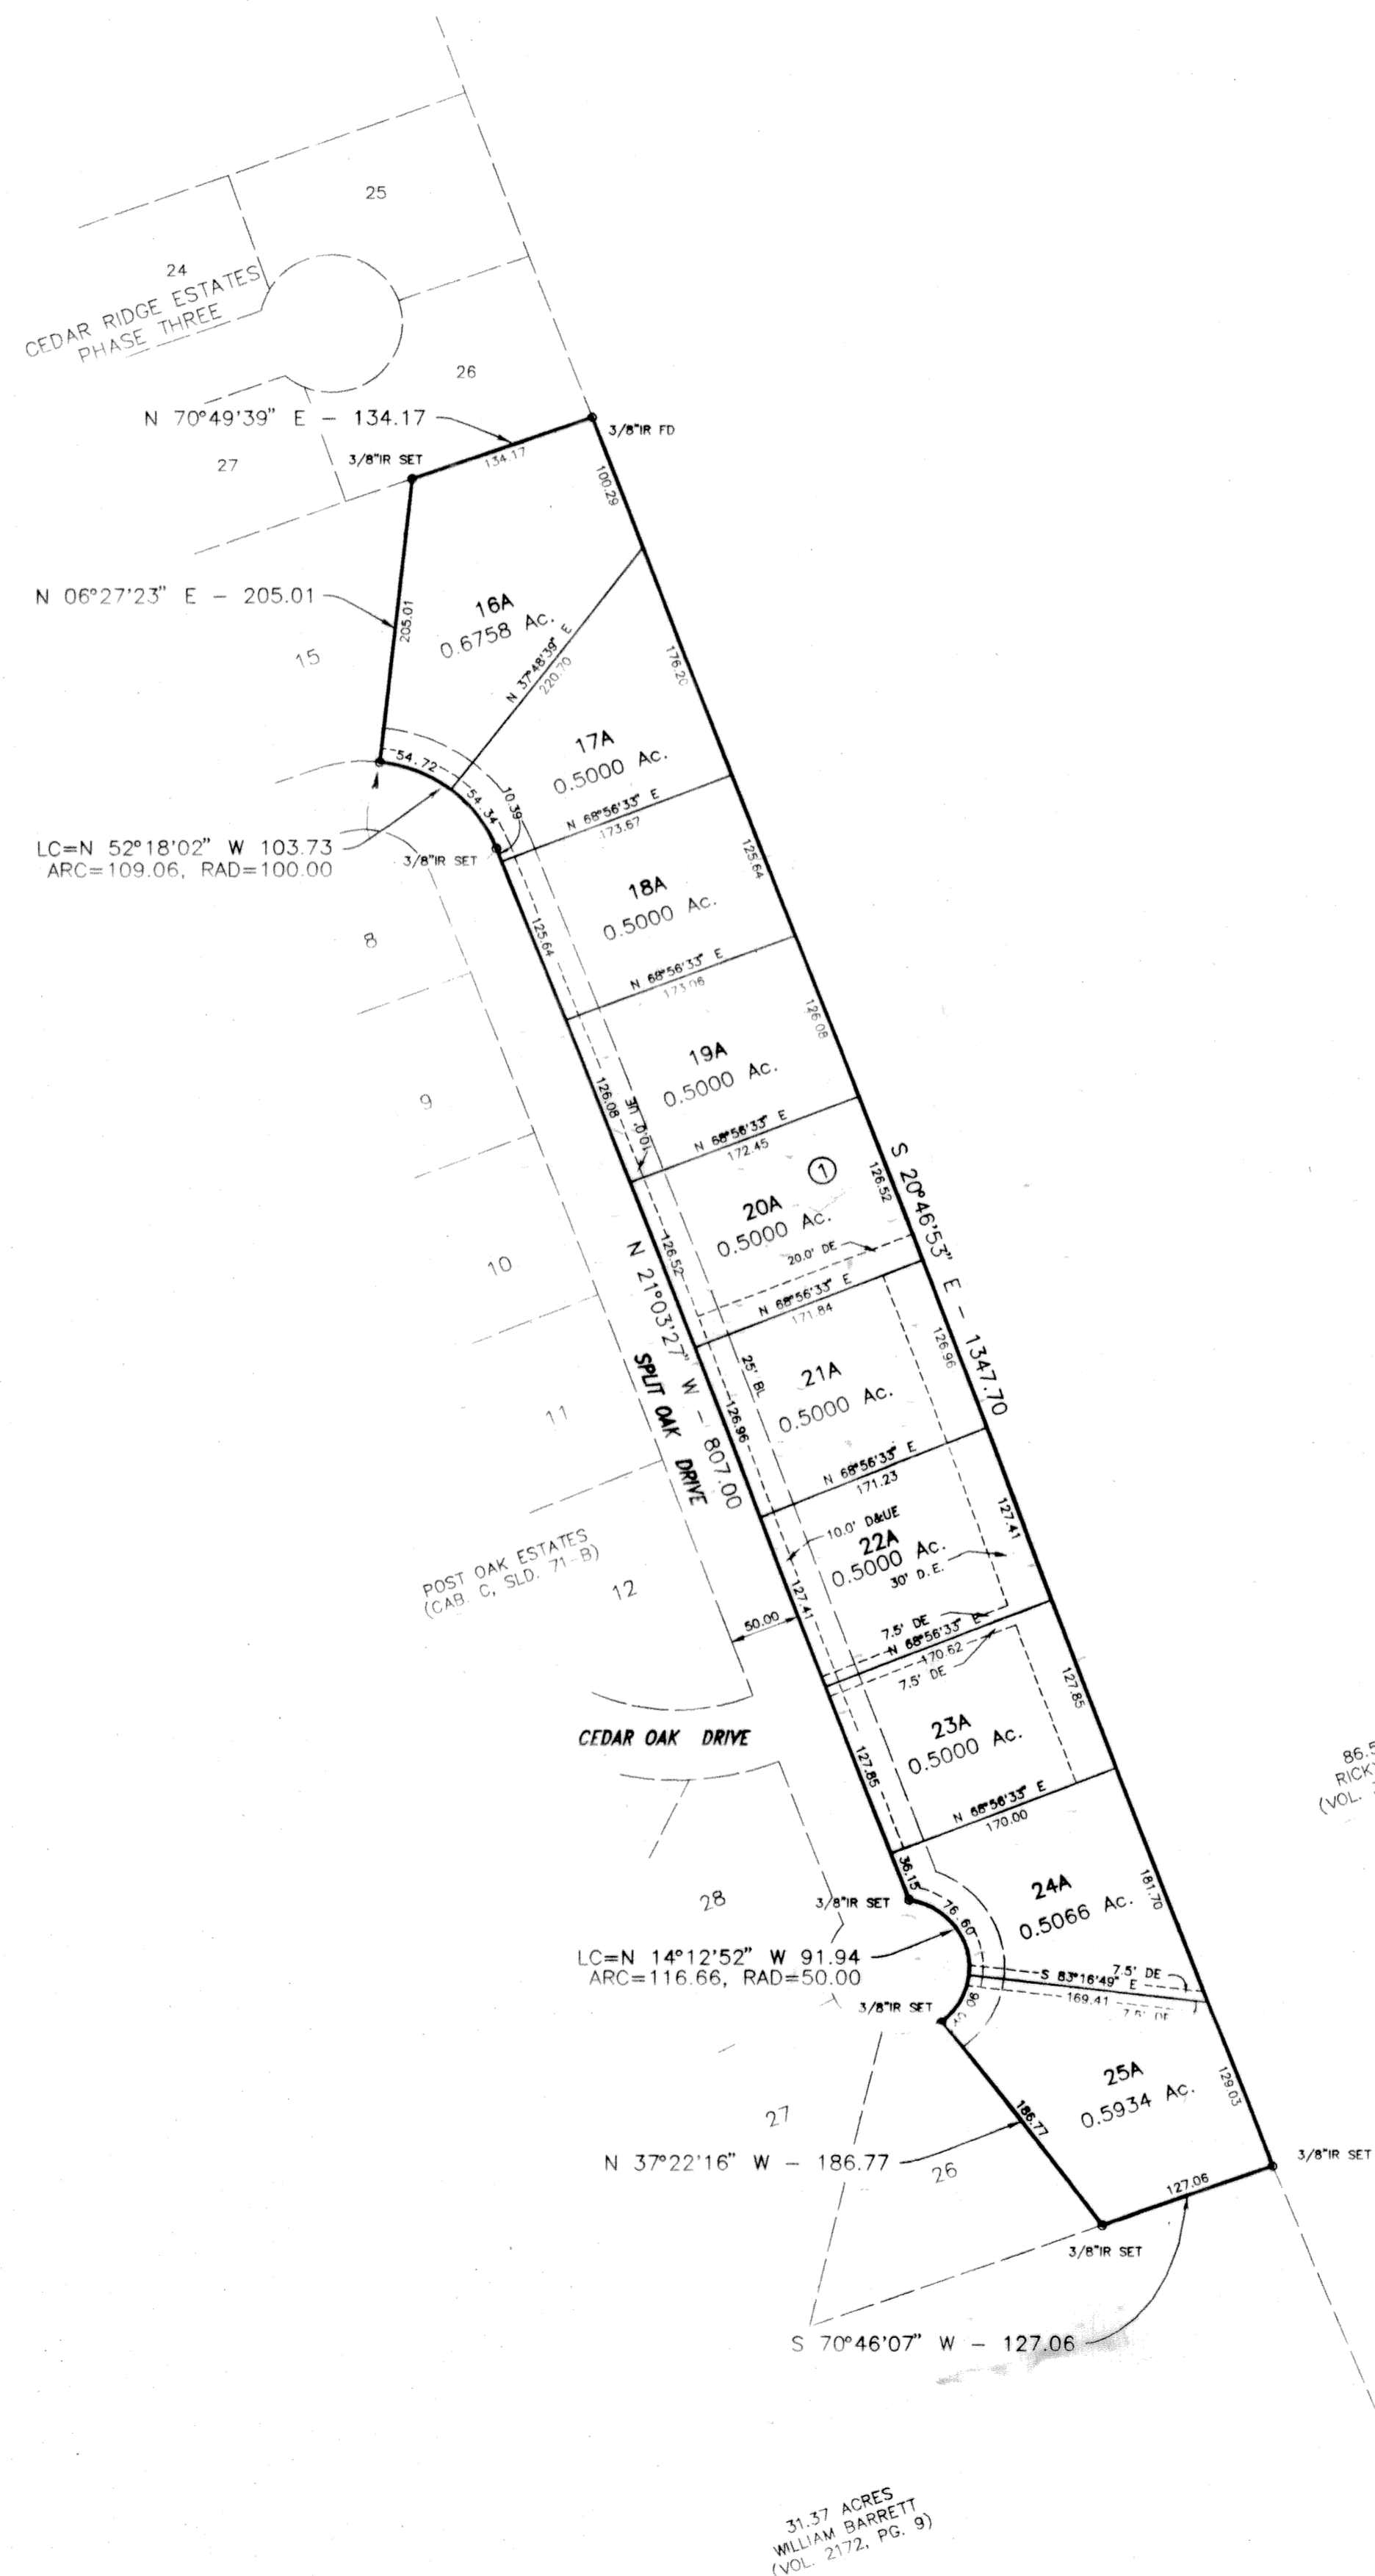 25
24
CEDAR RIDGE ESTATES
PHASE THREE
26
N 70°49'39" E – 134.17
3/8"IR FD
27
3/8"IR SET
134.17
100.29
N 06°27'23" E – 205.01
205.01
16A
0.6758 Ac.
15
N 37°48'39" E
220.70
176.20
17A
0.5000 Ac.
54.72
54.34
10.39
N 68°56'33" E
173.67
LC=N 52°18'02" W 103.73
ARC=109.06, RAD=100.00
3/8"IR SET
125.64
18A
0.5000 Ac.
8
125.64
N 68°56'33" E
173.06
19A
0.5000 Ac.
126.08
9
126.08
10.0' UE
N 68°56'33" E
172.45
1
20A
0.5000 Ac.
126.52
S 20°46'53" E – 1347.70
20.0' DE
10
126.52
N 68°56'33" E
171.84
N 21°03'27" W – 807.00
SPLIT OAK DRIVE
25' BL
21A
0.5000 Ac.
126.96
11
126.96
N 68°56'33" E
171.23
10.0' D&UE
22A
0.5000 Ac.
30' D.E.
127.41
POST OAK ESTATES
(CAB. C, SLD. 71-B)
12
127.41
50.00
7.5' DE
N 68°56'33" E
170.62
7.5' DE
127.85
CEDAR OAK DRIVE
23A
0.5000 Ac.
127.85
86.5
RICK
(VOL.
N 68°56'33" E
170.00
36.15
28
3/8"IR SET
76.60
24A
0.5066 Ac.
181.70
LC=N 14°12'52" W 91.94
ARC=116.66, RAD=50.00
7.5' DE
S 83°16'49" E
169.41
7.5' DE
3/8"IR SET
25A
0.5934 Ac.
129.03
27
186.77
N 37°22'16" W – 186.77
26
3/8"IR SET
127.06
3/8"IR SET
S 70°46'07" W – 127.06
31.37 ACRES
WILLIAM BARRETT
(VOL. 2172, PG. 9)